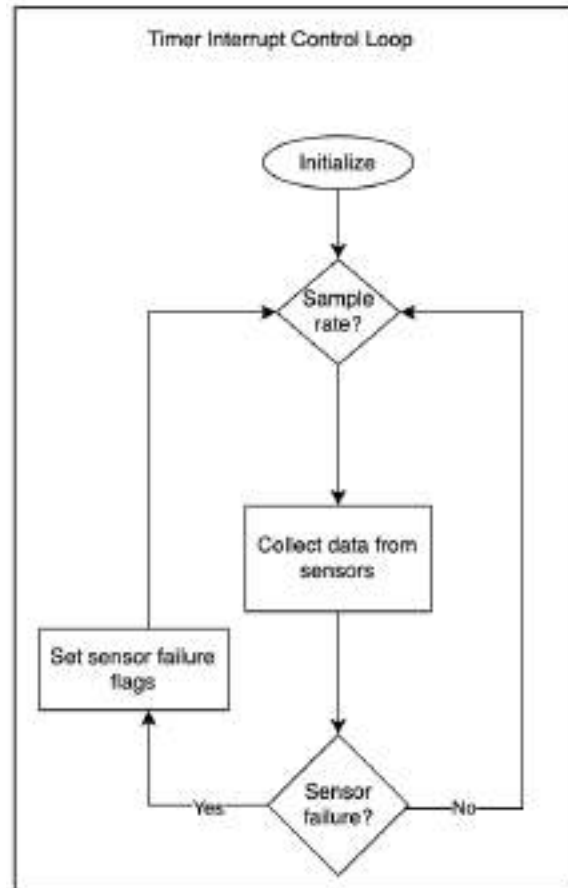 Timer Interrupt Control Loop
Initialize
Sample
rate?
Collect data from
sensors
Set sensor failure
flags
Sensor
failure?
Yes
No